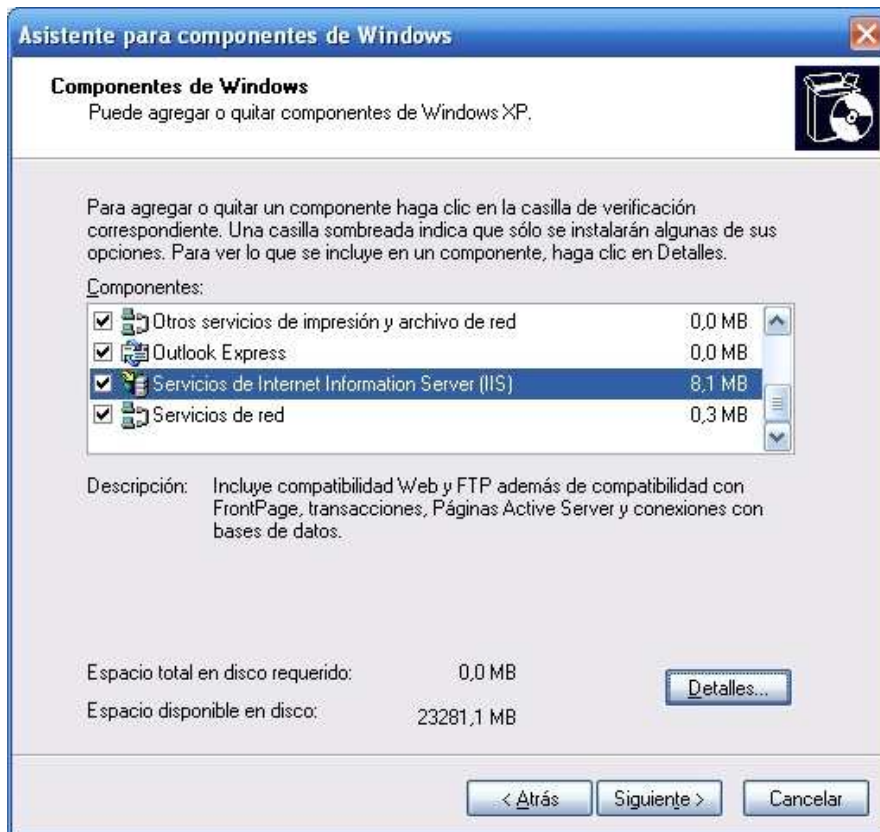 Asistente para componentes de Windows
Componentes de Windows
Puede agregar o quitar componentes de Windows XP.
Para agregar o quitar un componente haga clic en la casilla de verificación
correspondiente. Una casilla sombreada indica que sólo se instalarán algunas de sus
opciones. Para ver lo que se incluye en un componente, haga clic en Detalles.
Componentes:
Otros servicios de impresión y archivo de red 0,0 MB
Outlook Express 0,0 MB
Servicios de Internet Information Server (IIS) 8,1 MB
Servicios de red 0,3 MB
Descripción: Incluye compatibilidad Web y FTP además de compatibilidad con
FrontPage, transacciones, Páginas Active Server y conexiones con
bases de datos.
Espacio total en disco requerido: 0,0 MB
Espacio disponible en disco: 23281,1 MB
Detalles...
< Atrás Siguiente > Cancelar